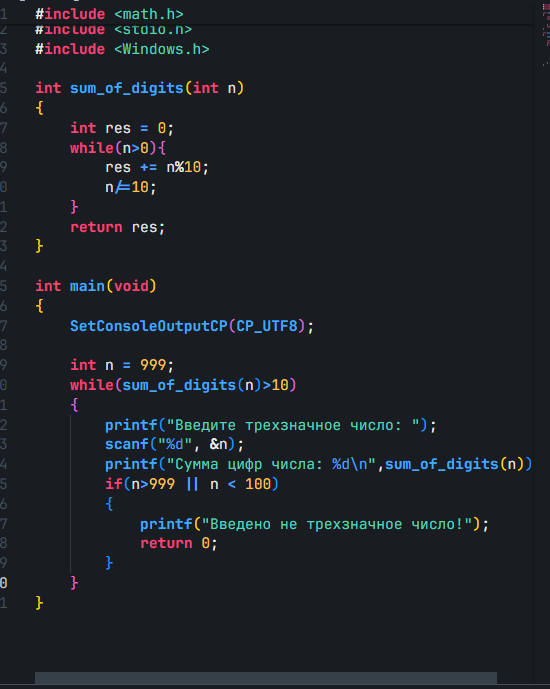 1 #include <math.h>
2 #include <stdio.h>
3 #include <Windows.h>
4
5 int sum_of_digits(int n)
6 {
7     int res = 0;
8     while(n>0){
9         res += n%10;
0         n/=10;
1     }
2     return res;
3 }
4
5 int main(void)
6 {
7     SetConsoleOutputCP(CP_UTF8);
8
9     int n = 999;
0     while(sum_of_digits(n)>10)
1     {
2         printf("Введите трехзначное число: ");
3         scanf("%d", &n);
4         printf("Сумма цифр числа: %d\n",sum_of_digits(n))
5         if(n>999 || n < 100)
6         {
7             printf("Введено не трехзначное число!");
8             return 0;
9         }
0     }
1 }